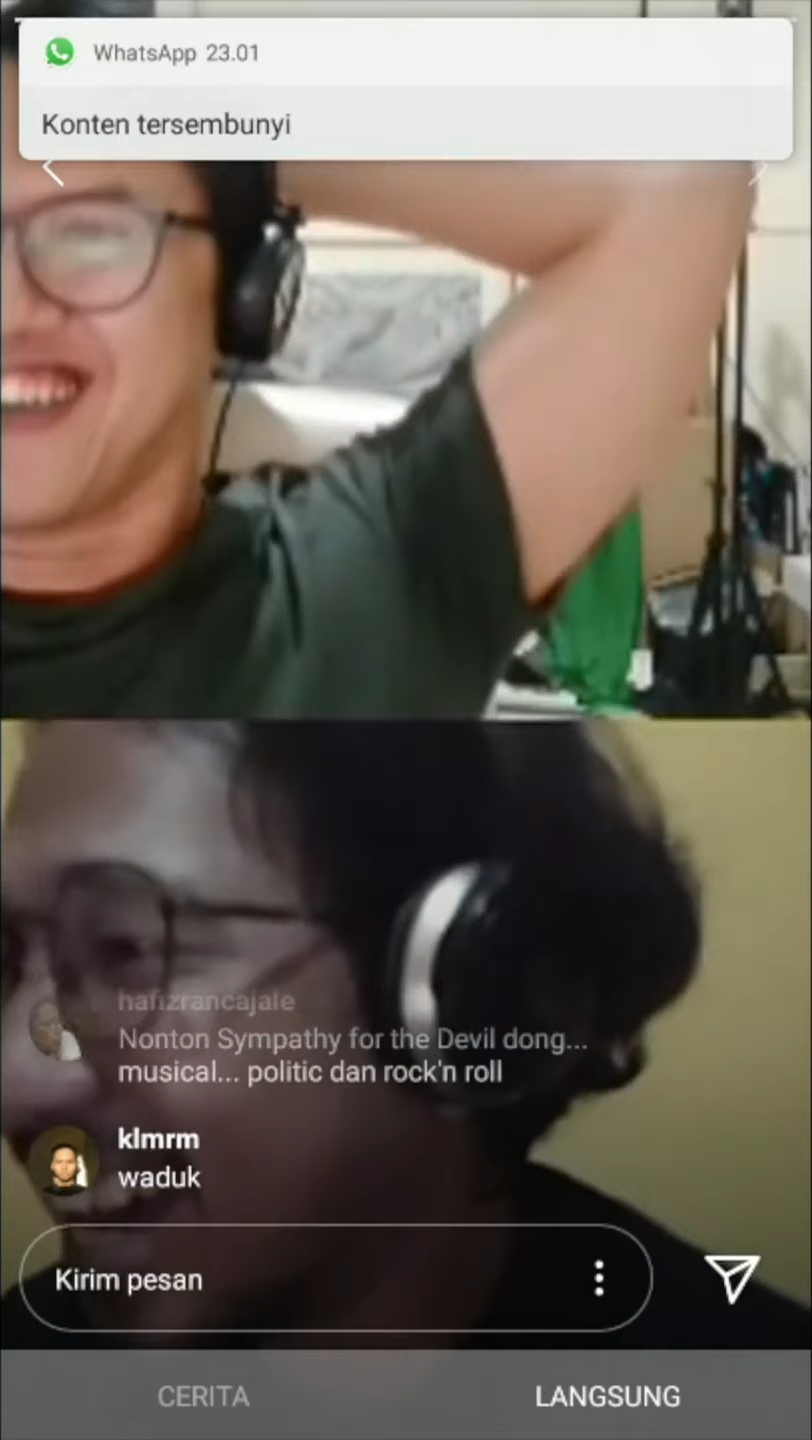 WhatsApp 23.01
Konten tersembunyi
hafizrancajale
Nonton Sympathy for the Devil dong...
musical... politic dan rock'n roll
klmrm
waduk
Kirim pesan
CERITA
LANGSUNG